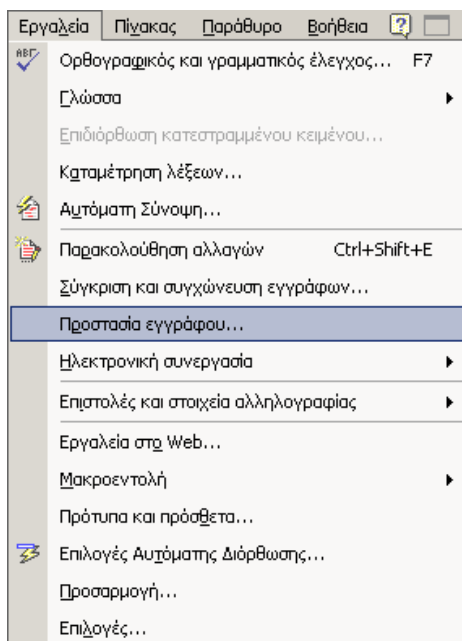 Εργαλεία Πίνακας Παράθυρο Βοήθεια ?
ABC Ορθογραφικός και γραμματικός έλεγχος... F7
Γλώσσα
Επιδιόρθωση κατεστραμμένου κειμένου...
Καταμέτρηση λέξεων...
Αυτόματη Σύνοψη...
Παρακολούθηση αλλαγών Ctrl+Shift+E
Σύγκριση και συγχώνευση εγγράφων...
Προστασία εγγράφου...
Ηλεκτρονική συνεργασία
Επιστολές και στοιχεία αλληλογραφίας
Εργαλεία στο Web...
Μακροεντολή
Πρότυπα και πρόσθετα...
Επιλογές Αυτόματης Διόρθωσης...
Προσαρμογή...
Επιλογές...